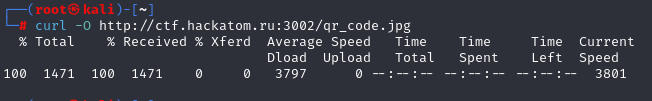 ┌──(root㉿kali)-[~]
└─# curl -O http://ctf.hackatom.ru:3002/qr_code.jpg
  % Total    % Received % Xferd  Average Speed   Time    Time     Time  Current
                                 Dload  Upload   Total   Spent    Left  Speed
100  1471  100  1471    0     0   3797      0 --:--:-- --:--:-- --:--:--  3801